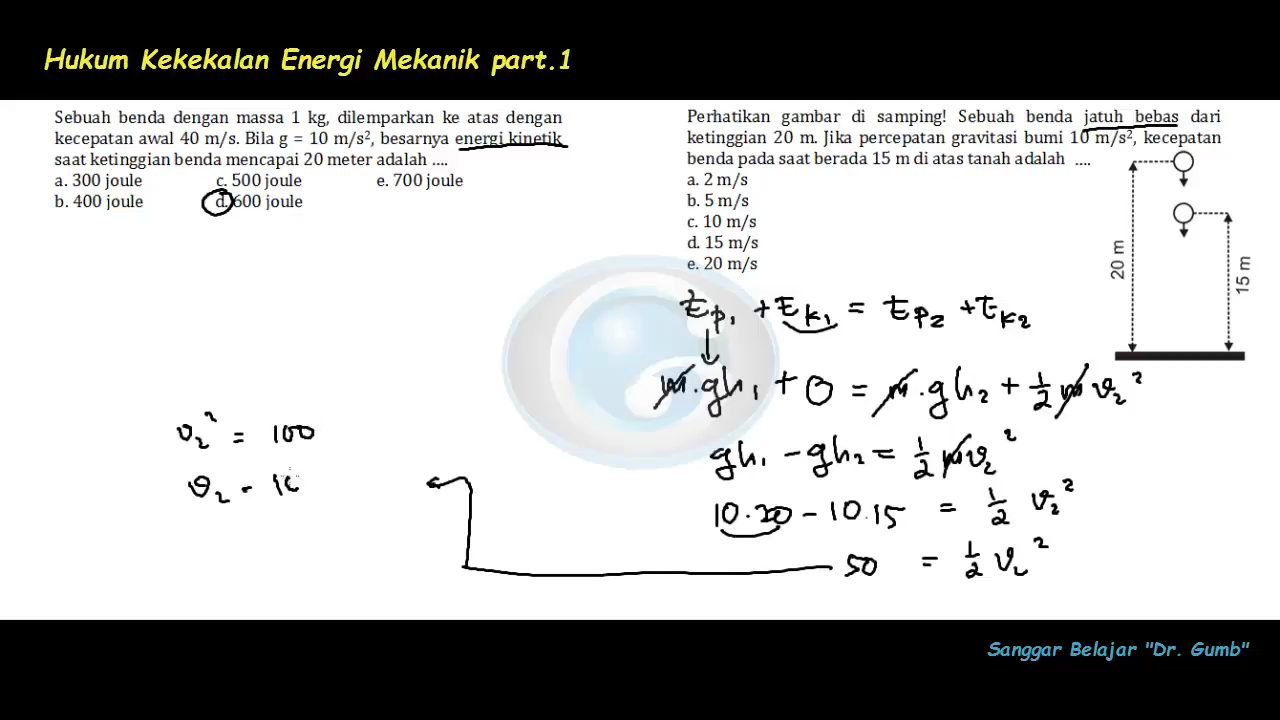 Hukum Kekekalan Energi Mekanik part.1
Sebuah benda dengan massa 1 kg, dilemparkan ke atas dengan
kecepatan awal 40 m/s. Bila g = 10 m/s², besarnya energi kinetik
saat ketinggian benda mencapai 20 meter adalah ....
a. 300 joule c. 500 joule e. 700 joule
b. 400 joule d. 600 joule
Perhatikan gambar di samping! Sebuah benda jatuh bebas dari
ketinggian 20 m. Jika percepatan gravitasi bumi 10 m/s², kecepatan
benda pada saat berada 15 m di atas tanah adalah ....
a. 2 m/s
b. 5 m/s
c. 10 m/s
d. 15 m/s
e. 20 m/s
20 m
15 m
Ep₁ + Ek₁ = Ep₂ + Ek₂
m.gh₁ + 0 = m.gh₂ + ½ m v₂²
gh₁ - gh₂ = ½ m v₂²
10.20 - 10.15 = ½ v₂²
50 = ½ v₂²
v₂² = 100
v₂ = 10
Sanggar Belajar "Dr. Gumb"